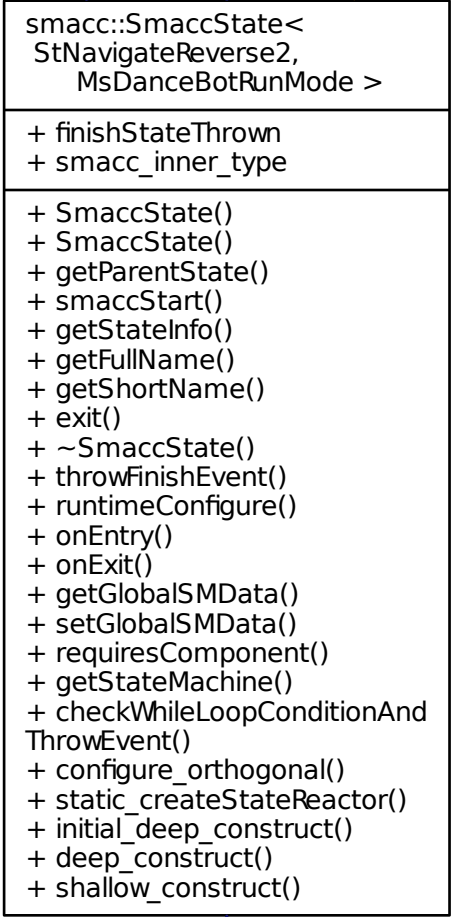 smacc::SmaccState<
StNavigateReverse2,
MsDanceBotRunMode >
+ finishStateThrown
+ smacc_inner_type
+ SmaccState()
+ SmaccState()
+ getParentState()
+ smaccStart()
+ getStateInfo()
+ getFullName()
+ getShortName()
+ exit()
+ ~SmaccState()
+ throwFinishEvent()
+ runtimeConfigure()
+ onEntry()
+ onExit()
+ getGlobalSMData()
+ setGlobalSMData()
+ requiresComponent()
+ getStateMachine()
+ checkWhileLoopConditionAnd
ThrowEvent()
+ configure_orthogonal()
+ static_createStateReactor()
+ initial_deep_construct()
+ deep_construct()
+ shallow_construct()